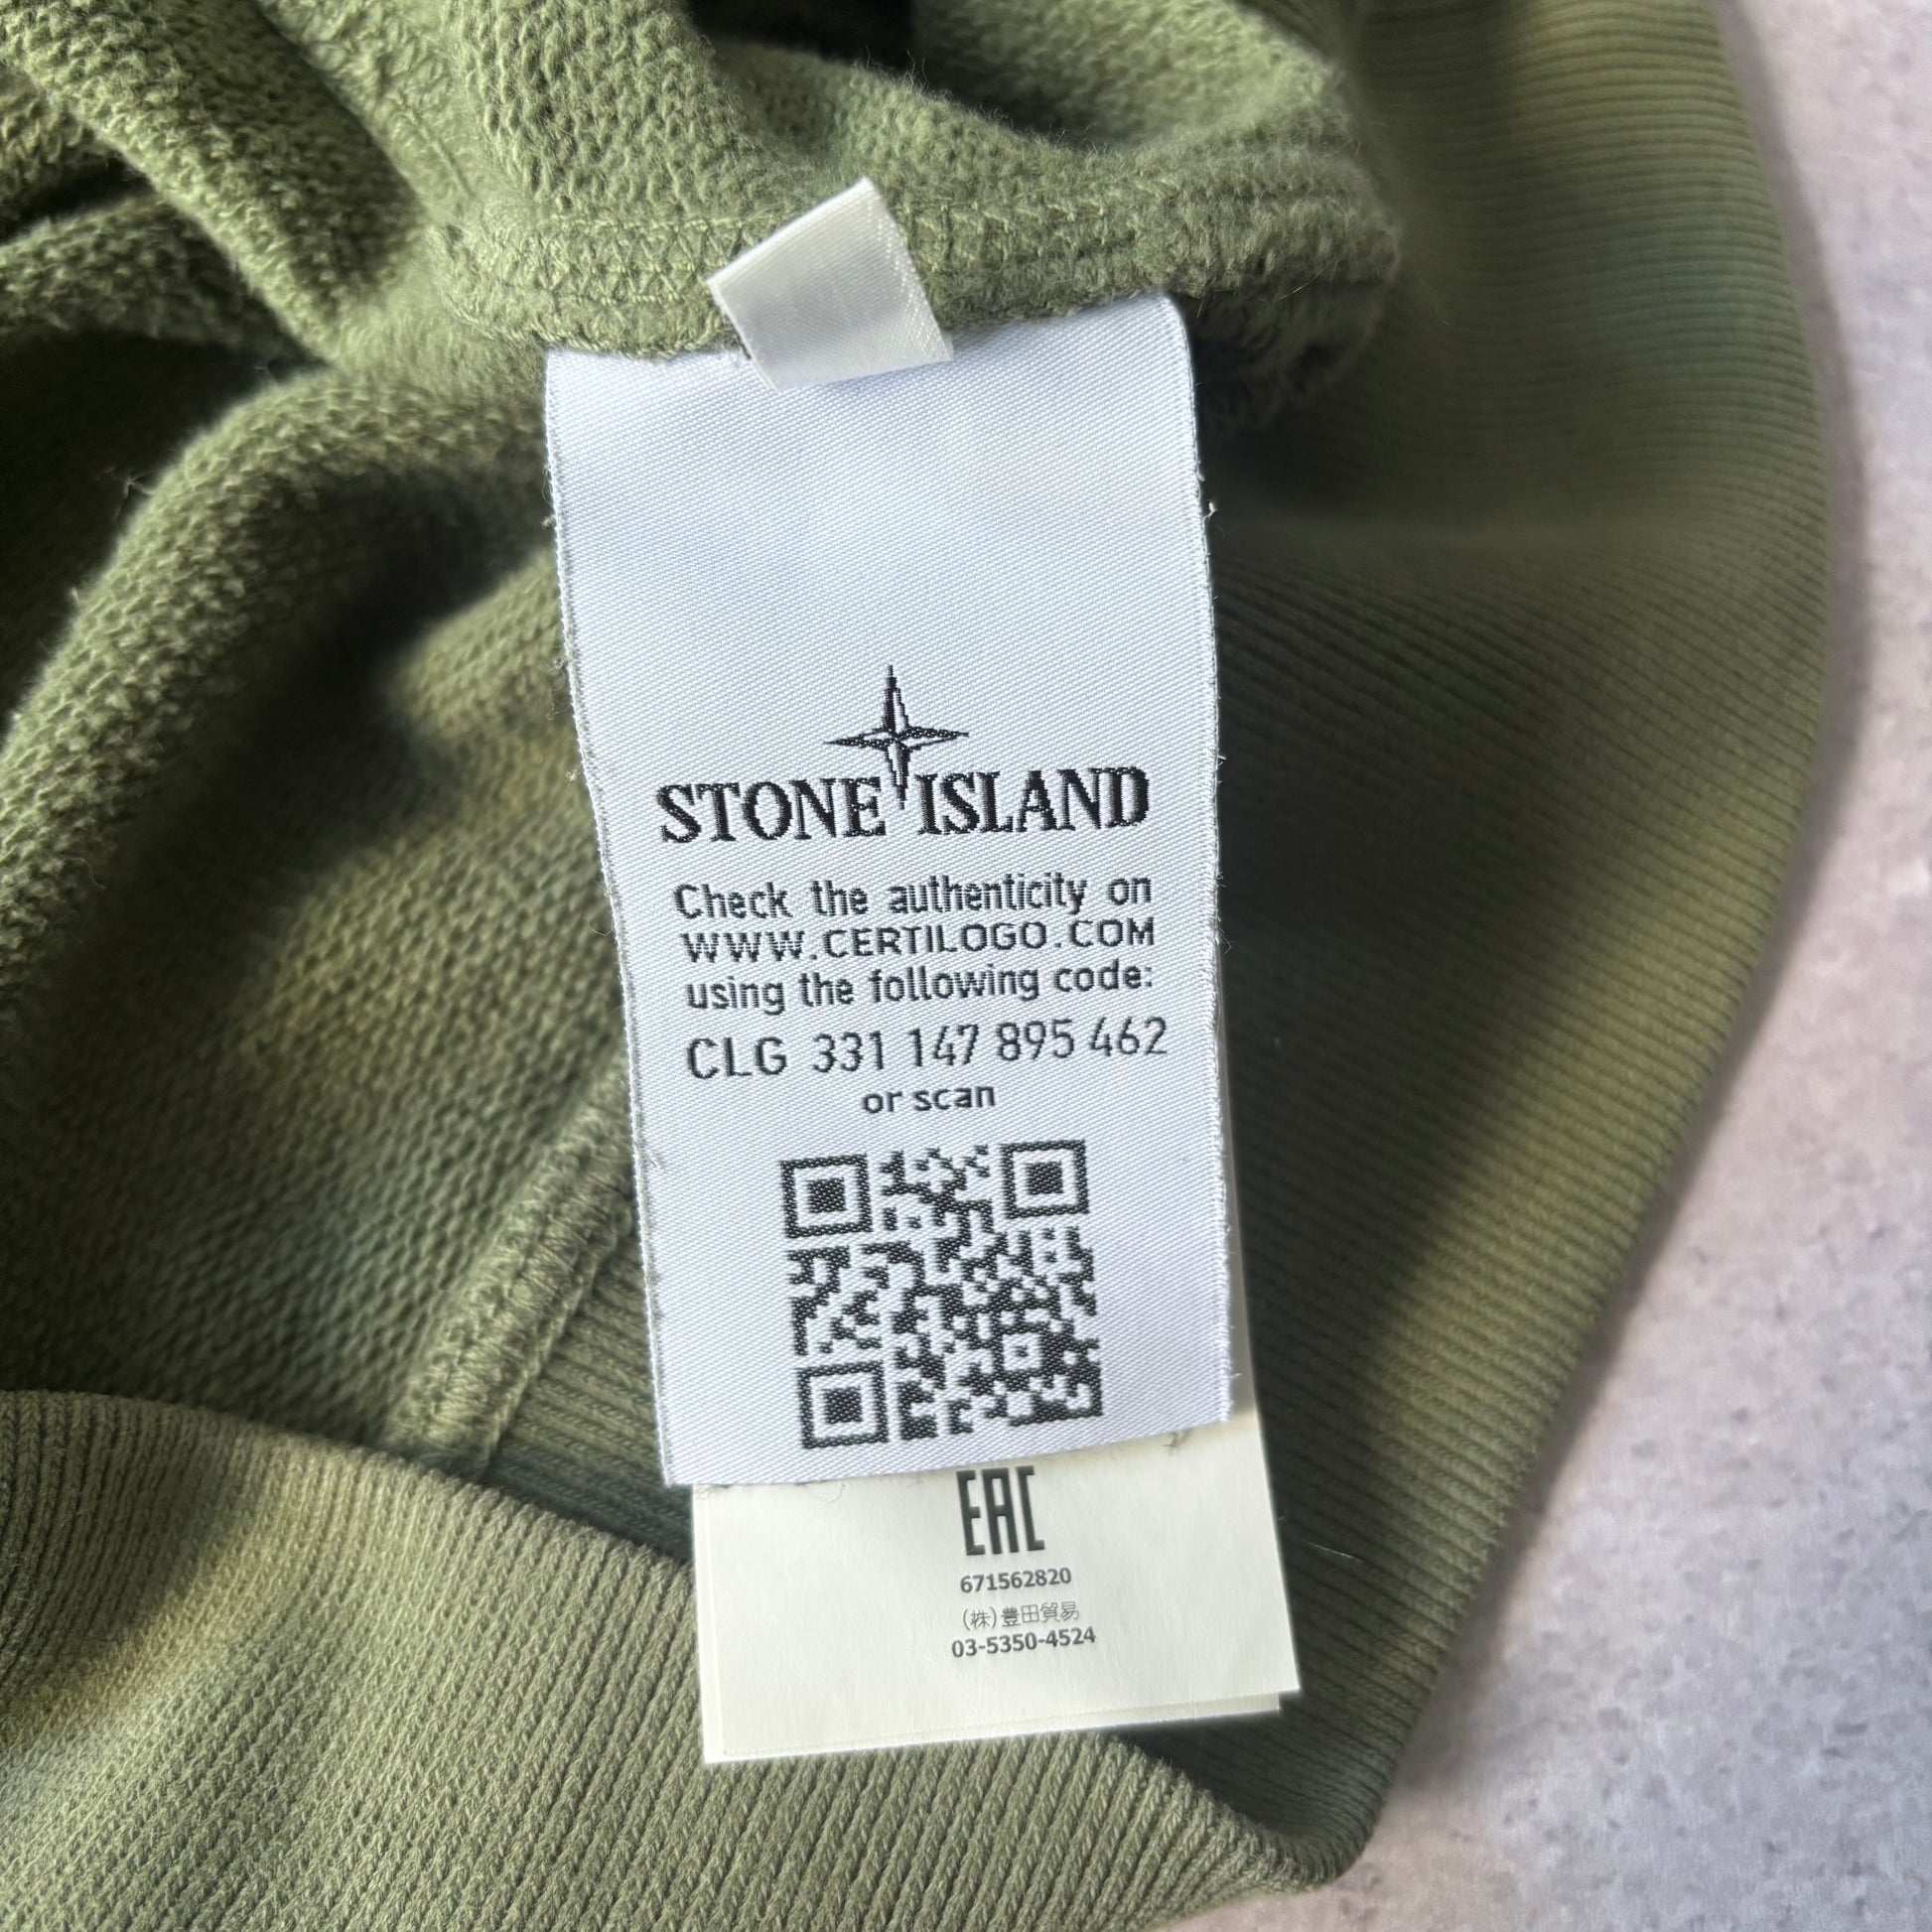 STONE ISLAND
Check the authenticity on
WWW.CERTILOGO.COM
using the following code:
CLG 331 147 895 462
or scan
EAC
671562820
(株)豊田貿易
03-5350-4524